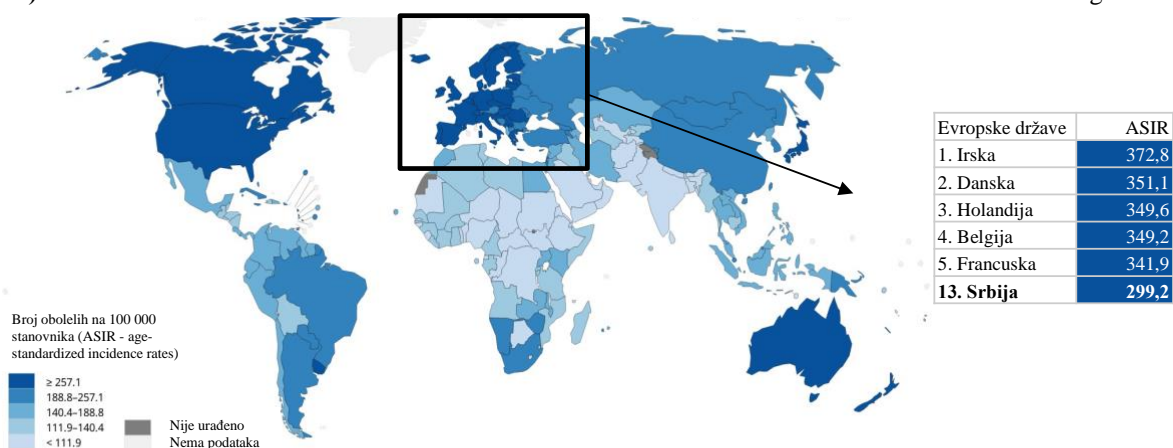 Evropske države ASIR
1. Irska 372,8
2. Danska 351,1
3. Holandija 349,6
4. Belgija 349,2
5. Francuska 341,9
13. Srbija 299,2
Broj obolelih na 100 000
stanovnika (ASIR - age-
standardized incidence rates)
≥ 257.1
188.8–257.1
140.4–188.8
111.9–140.4
< 111.9
Nije urađeno
Nema podataka